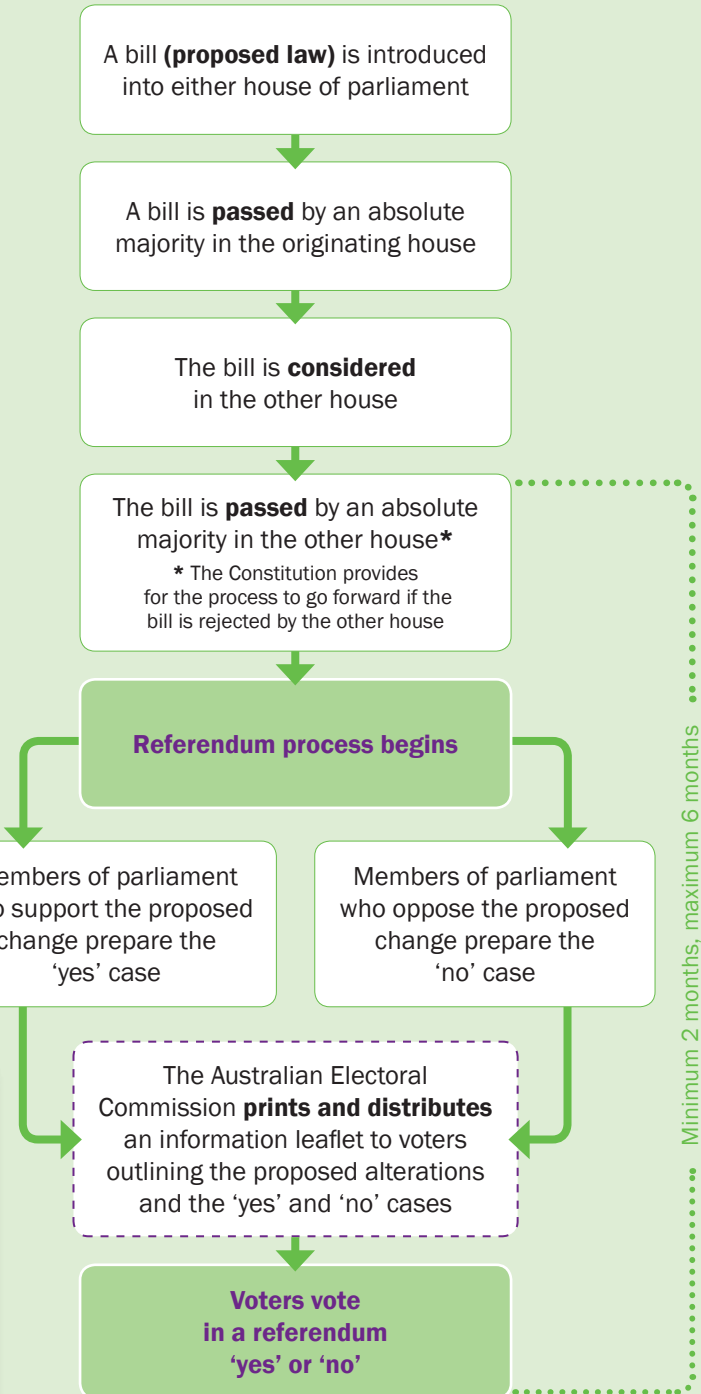 A bill (proposed law) is introduced
into either house of parliament
A bill is passed by an absolute
majority in the originating house
The bill is considered
in the other house
The bill is passed by an absolute
majority in the other house*
* The Constitution provides
for the process to go forward if the
bill is rejected by the other house
Referendum process begins
of parliament
support the proposed
change prepare the
‘yes’ case
Members of parliament
who oppose the proposed
change prepare the
‘no’ case
The Australian Electoral
Commission prints and distributes
an information leaflet to voters
outlining the proposed alterations
and the ‘yes’ and ‘no’ cases
Voters vote
in a referendum
‘yes’ or ‘no’
Minimum 2 months, maximum 6 months